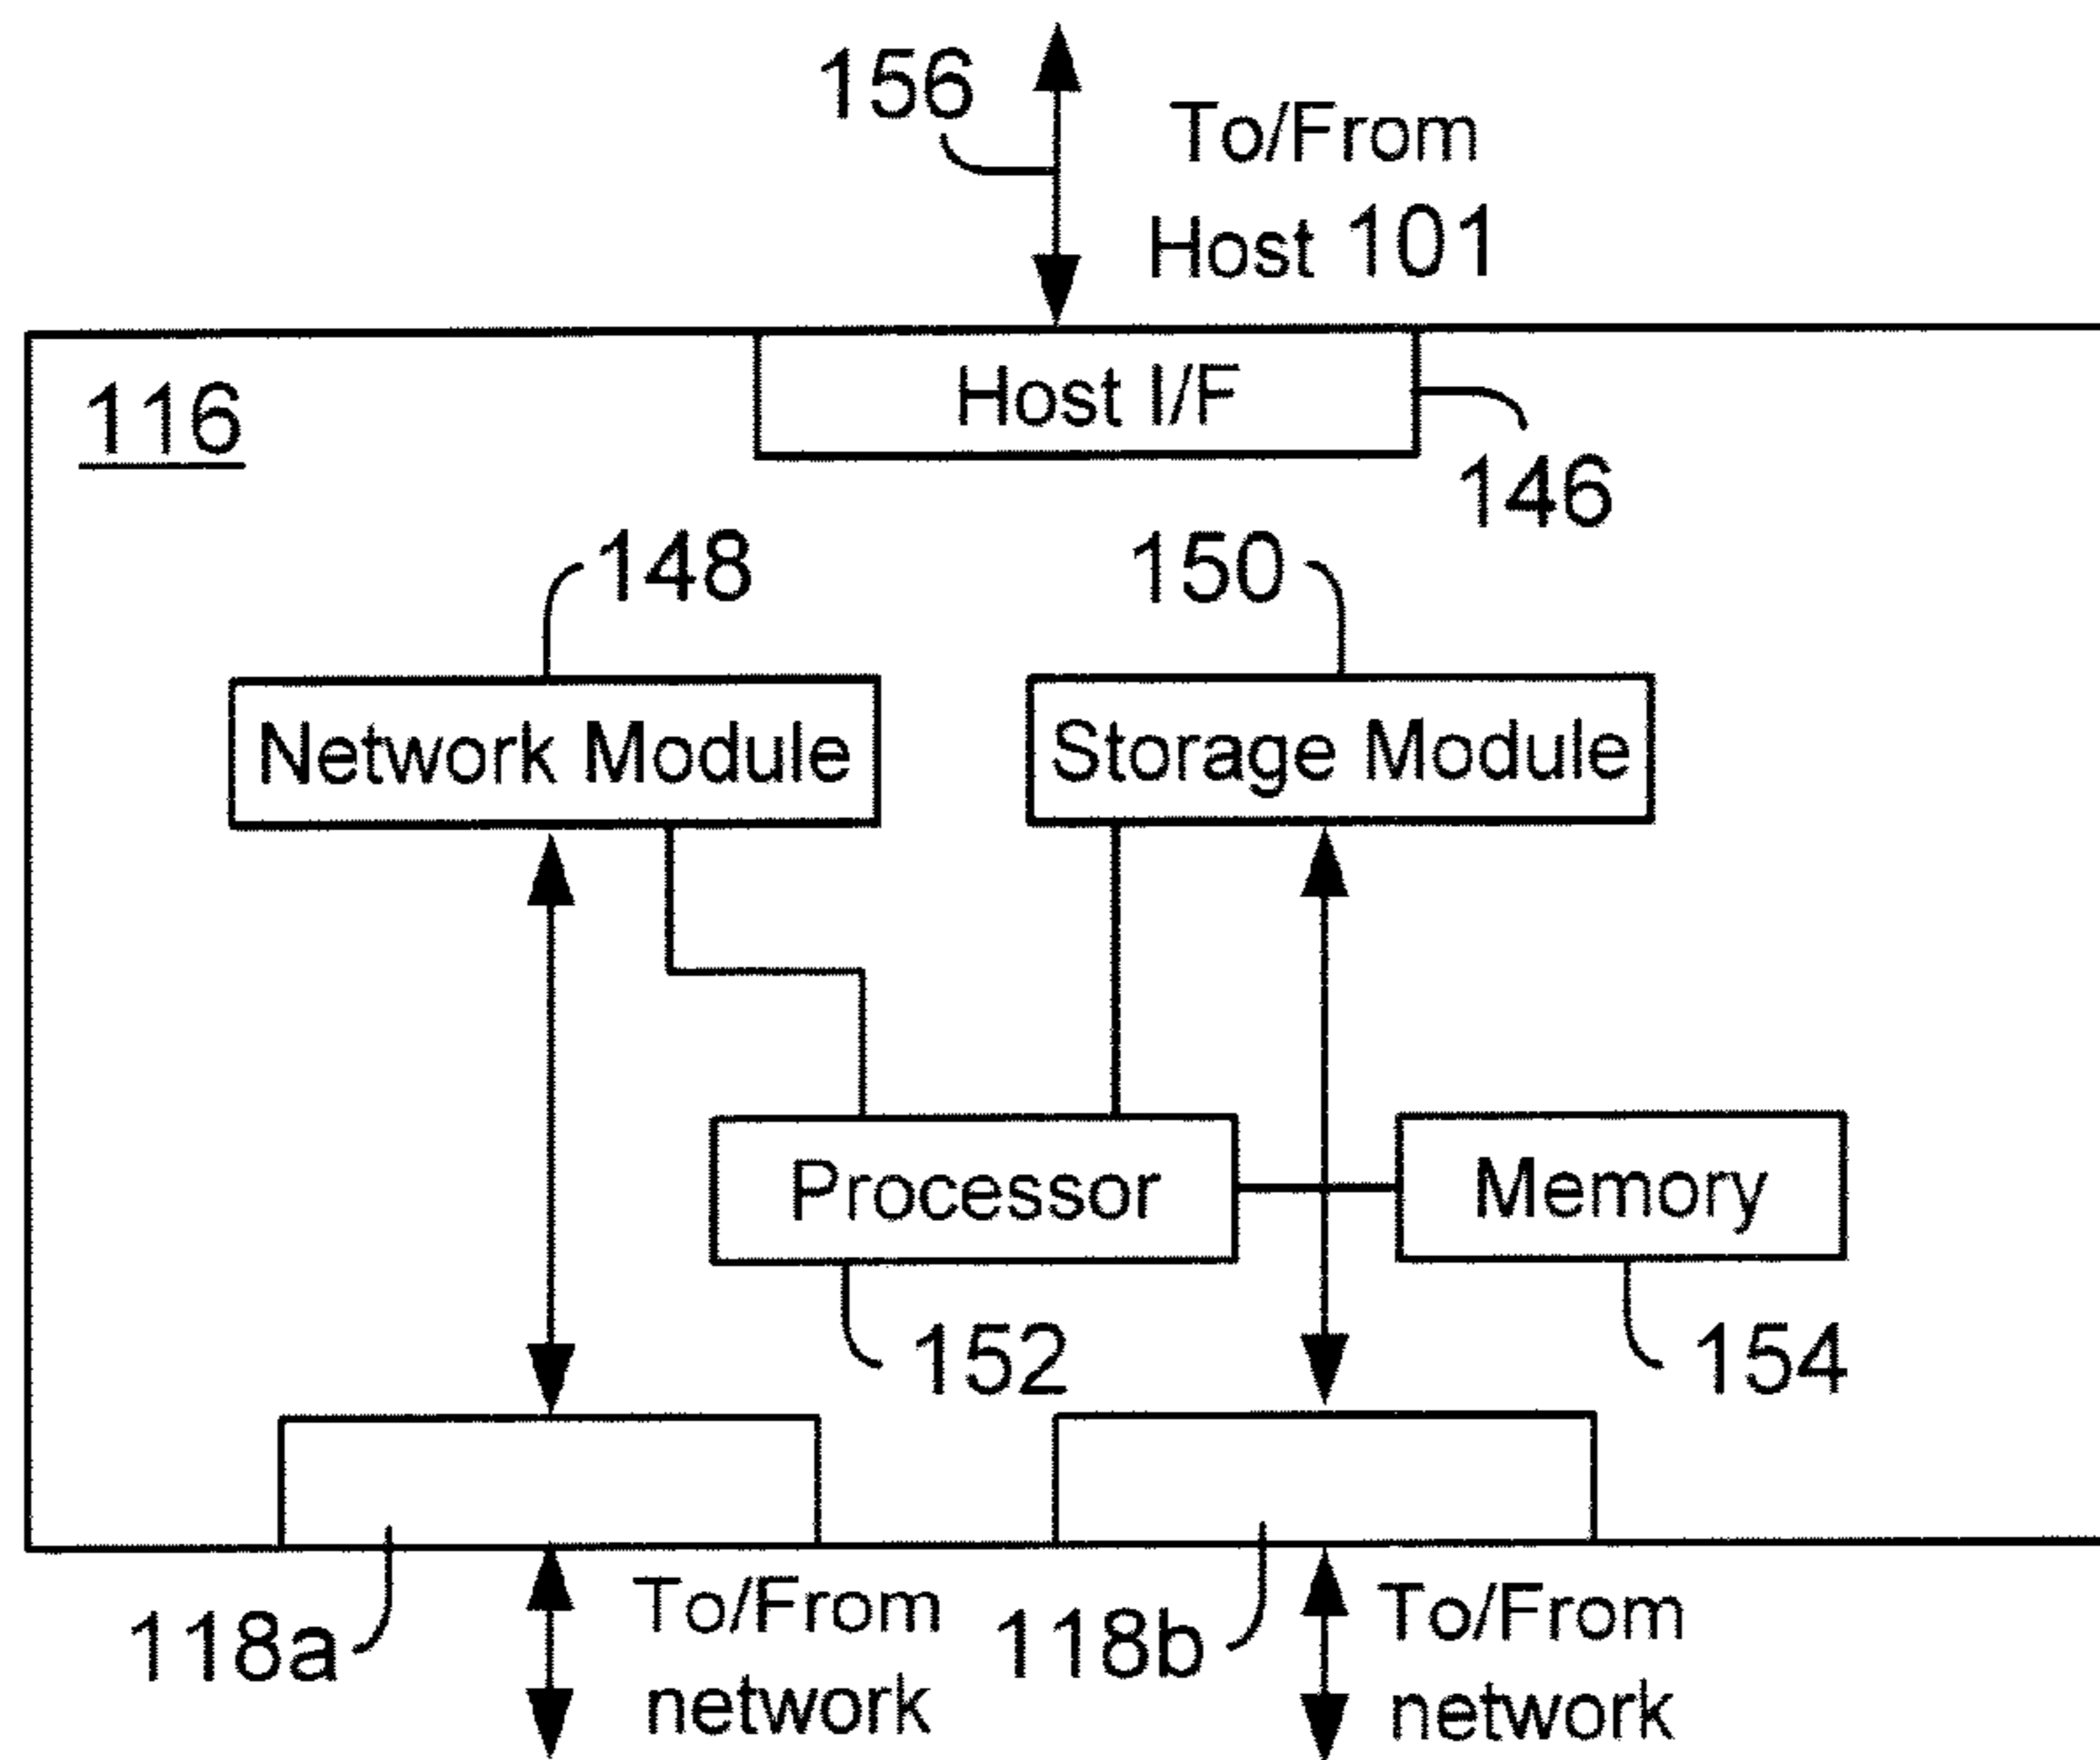 156
To/From
Host 101
116
Host I/F
146
148
150
Network Module
Storage Module
Processor
Memory
152
154
118a
To/From
network
118b
To/From
network